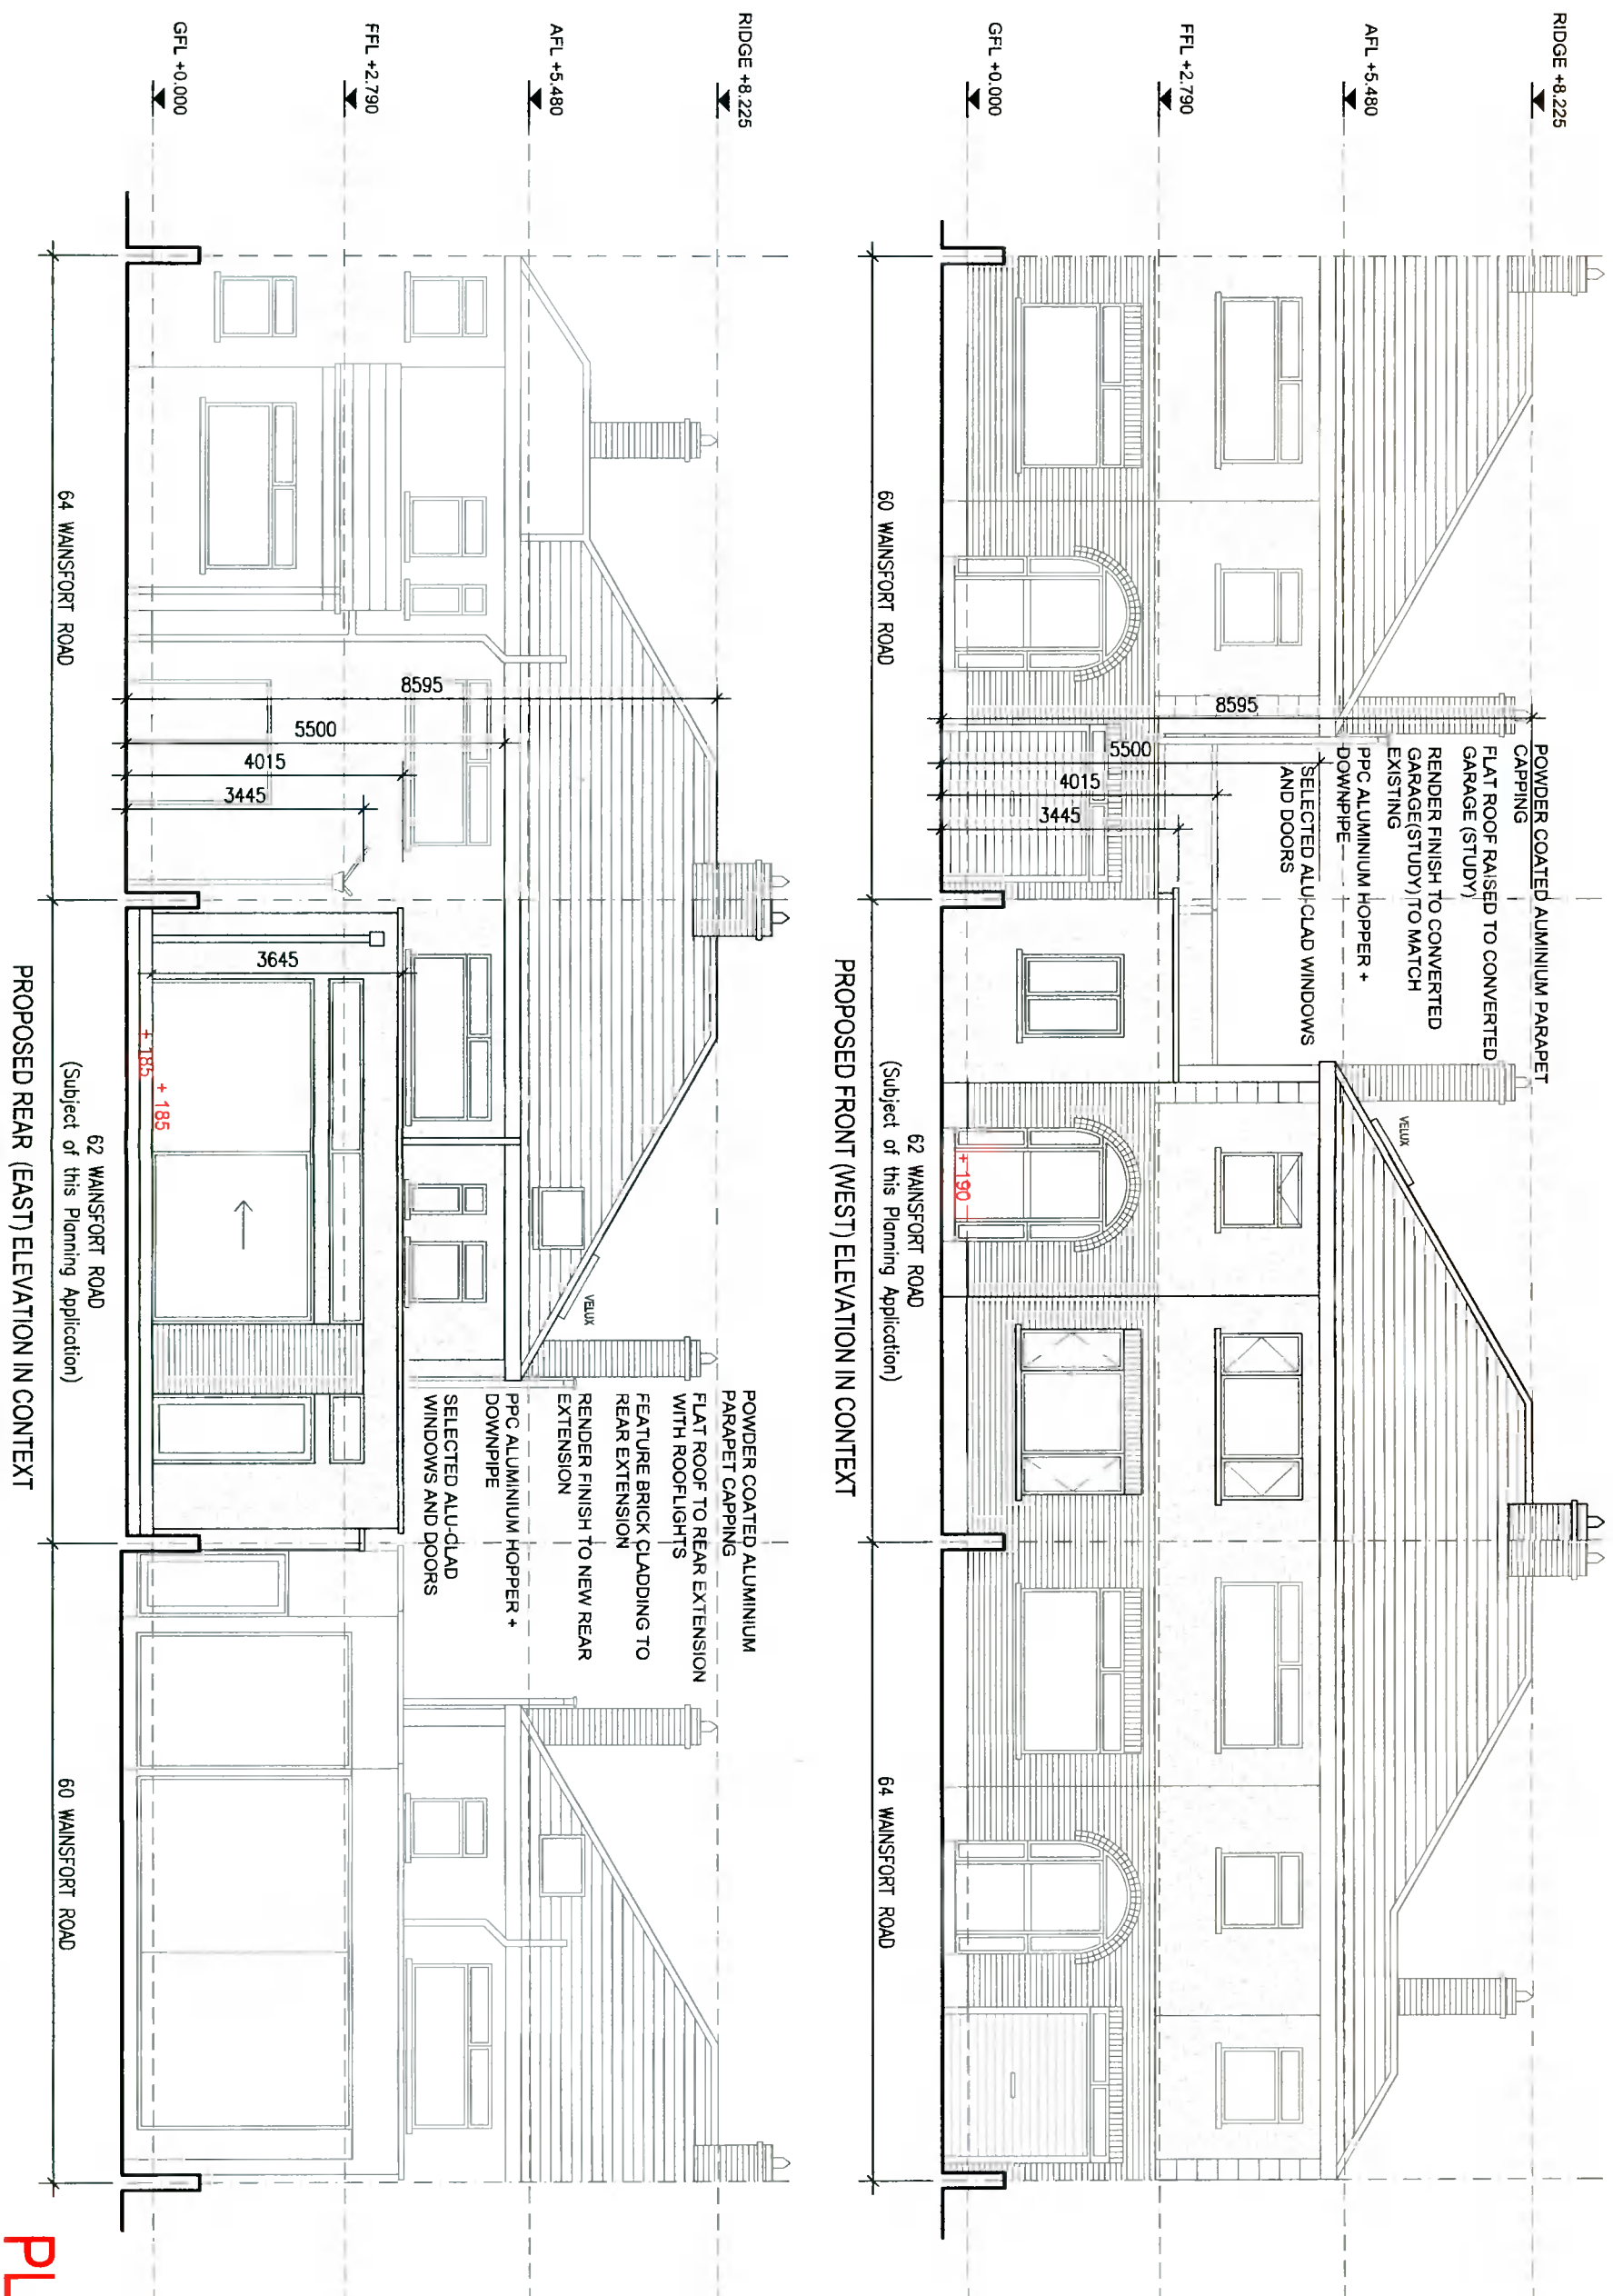 RIDGE +8.225
AFL +5.480
FFL +2.790
GFL +0.000
POWDER COATED ALUMINIUM PARAPET
CAPPING
FLAT ROOF RAISED TO CONVERTED
GARAGE (STUDY)
RENDER FINISH TO CONVERTED
GARAGE(STUDY) TO MATCH
EXISTING
PPC ALUMINIUM HOPPER +
DOWNPIPE
SELECTED ALU-CLAD WINDOWS
AND DOORS
8595
5500
4015
3445
VELUX
+ 190
60 WAINSFORT ROAD
62 WAINSFORT ROAD
(Subject of this Planning Application)
64 WAINSFORT ROAD
PROPOSED FRONT (WEST) ELEVATION IN CONTEXT
RIDGE +8.225
AFL +5.480
FFL +2.790
GFL +0.000
8595
5500
4015
3445
3645
VELUX
POWDER COATED ALUMINIUM
PARAPET CAPPING
FLAT ROOF TO REAR EXTENSION
WITH ROOFLIGHTS
FEATURE BRICK CLADDING TO
REAR EXTENSION
RENDER FINISH TO NEW REAR
EXTENSION
PPC ALUMINIUM HOPPER +
DOWNPIPE
SELECTED ALU-CLAD
WINDOWS AND DOORS
+ 185
+ 185
64 WAINSFORT ROAD
62 WAINSFORT ROAD
(Subject of this Planning Application)
60 WAINSFORT ROAD
PROPOSED REAR (EAST) ELEVATION IN CONTEXT
PL